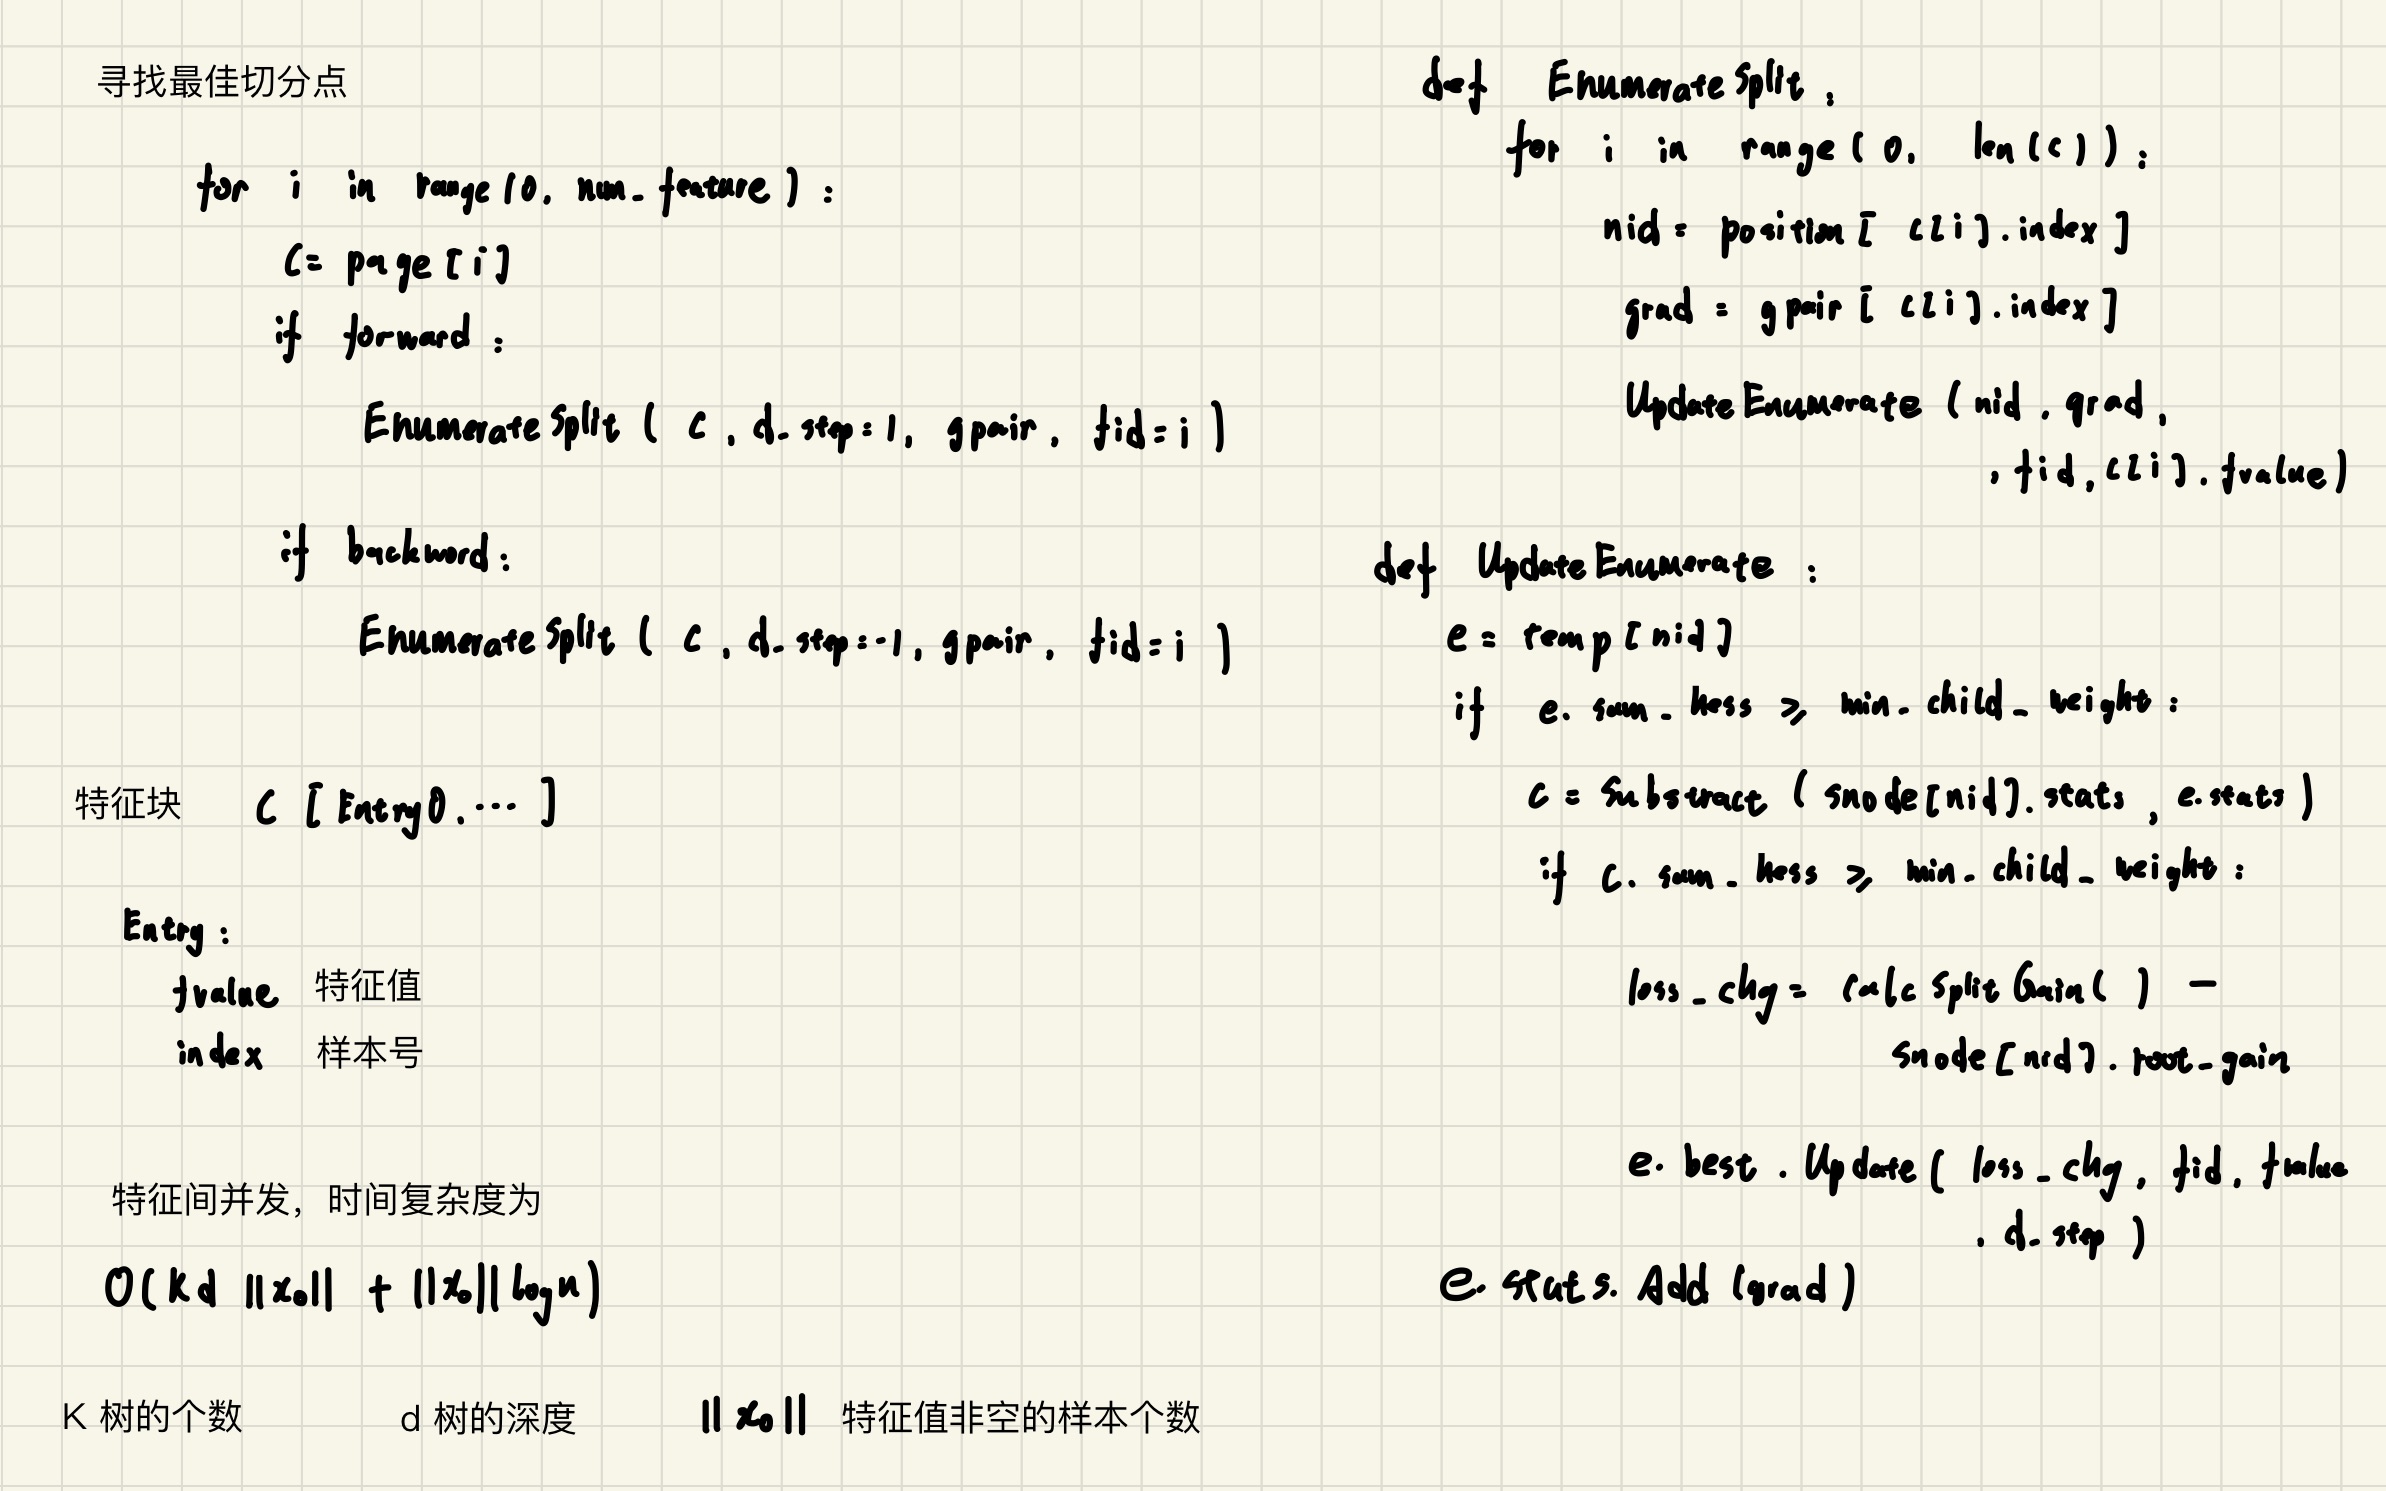 寻找最佳切分点
for i in range(0, num_feature):
C = page[i]
if forward:
EnumerateSplit( c, d_step=1, gpair, fid=i )
if backword:
EnumerateSplit( c, d_step=-1, gpair, fid=i )
特征块 C [Entry0, ... ]
Entry:
fvalue 特征值
index 样本号
特征间并发，时间复杂度为
O(Kd ||x₀|| + ||x₀|| log n)
K 树的个数 d 树的深度 ||x₀|| 特征值非空的样本个数
def EnumerateSplit:
for i in range(0, len(c)):
nid = position[ c[i].index ]
grad = gpair[ c[i].index]
UpdateEnumerate (nid, grad,
, fid, c[i].fvalue)
def UpdateEnumerate :
e = temp[nid]
if e.sum_hess ⩾ min_child_weight :
c = Substract (snode[nid].stats, e.stats)
if c.sum_hess ⩾ min_child_weight :
loss_chg = CalcSplitGain( ) -
snode[nid].root_gain
e.best.Update( loss_chg, fid, fvalue
, d_step )
e.stats.Add (grad)